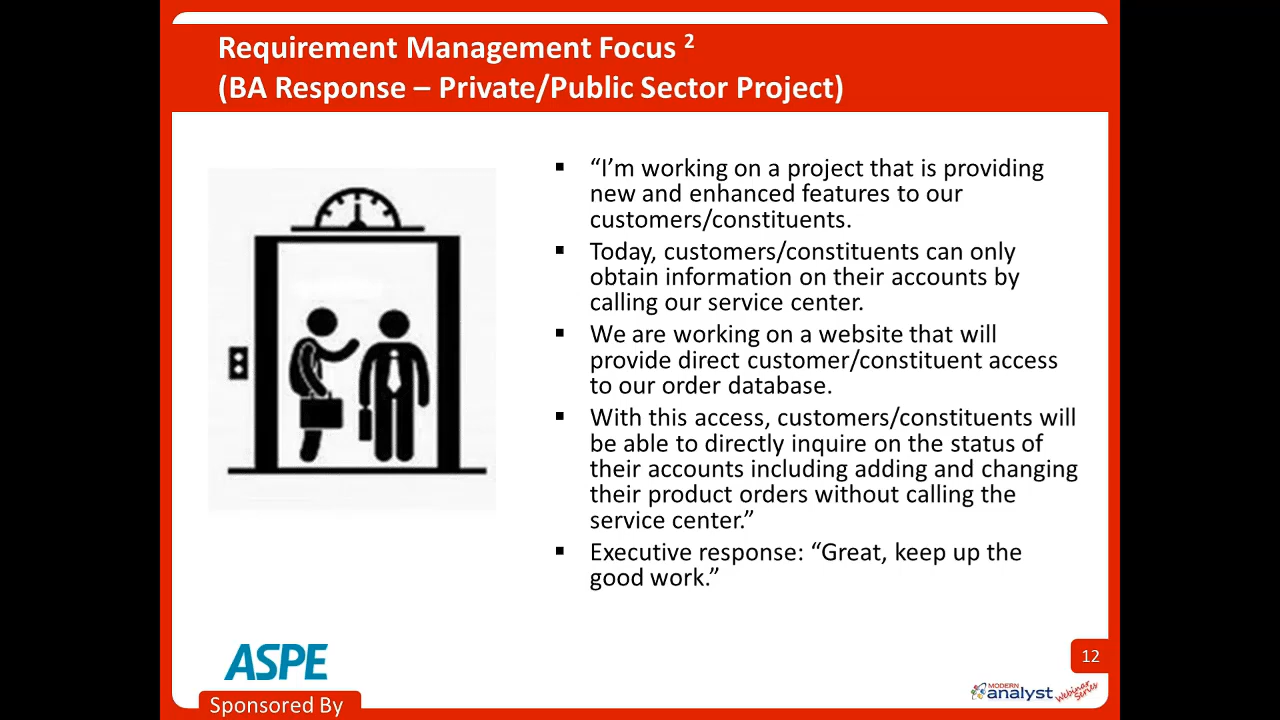 Requirement Management Focus ²
(BA Response – Private/Public Sector Project)
▪ “I’m working on a project that is providing
new and enhanced features to our
customers/constituents.
▪ Today, customers/constituents can only
obtain information on their accounts by
calling our service center.
▪ We are working on a website that will
provide direct customer/constituent access
to our order database.
▪ With this access, customers/constituents will
be able to directly inquire on the status of
their accounts including adding and changing
their product orders without calling the
service center.”
▪ Executive response: “Great, keep up the
good work.”
ASPE
Sponsored By
12
MODERN
analyst Webinar
Series